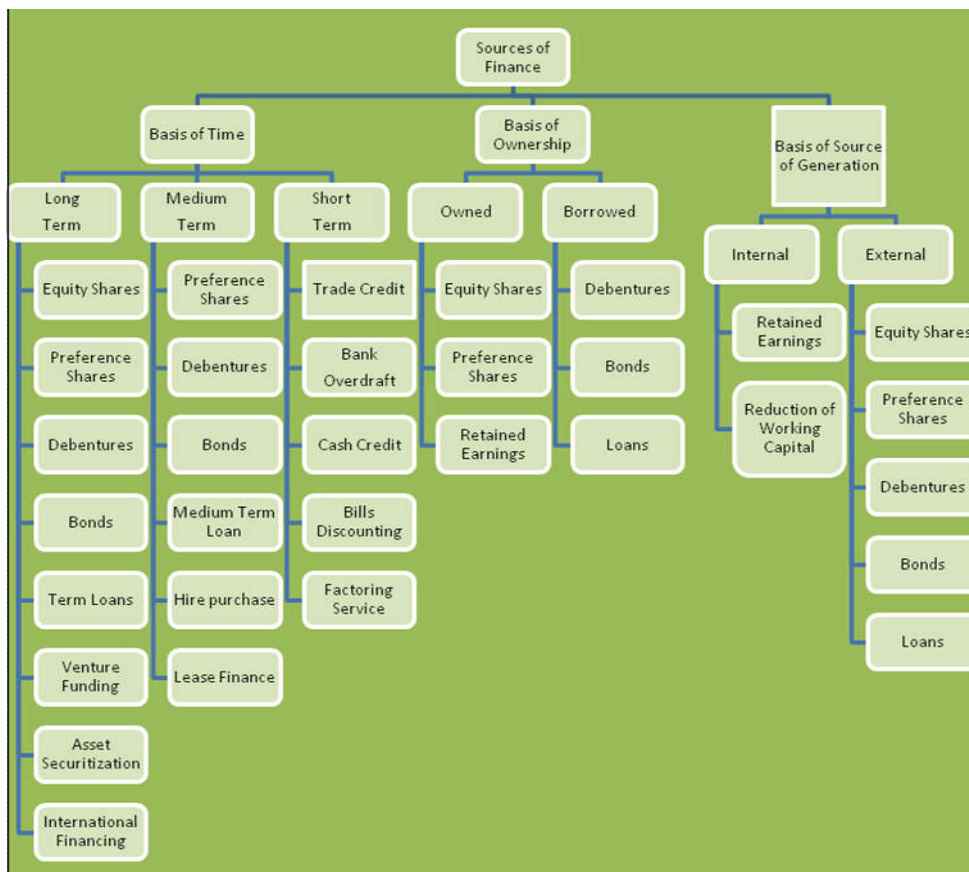 Sources of
Finance
Basis of Time
Basis of
Ownership
Basis of Source
of Generation
Long
Term
Medium
Term
Short
Term
Owned
Borrowed
Internal
External
Equity Shares
Preference
Shares
Debentures
Bonds
Term Loans
Venture
Funding
Asset
Securitization
International
Financing
Preference
Shares
Debentures
Bonds
Medium Term
Loan
Hire purchase
Lease Finance
Trade Credit
Bank
Overdraft
Cash Credit
Bills
Discounting
Factoring
Service
Equity Shares
Preference
Shares
Retained
Earnings
Debentures
Bonds
Loans
Retained
Earnings
Reduction of
Working
Capital
Equity Shares
Preference
Shares
Debentures
Bonds
Loans